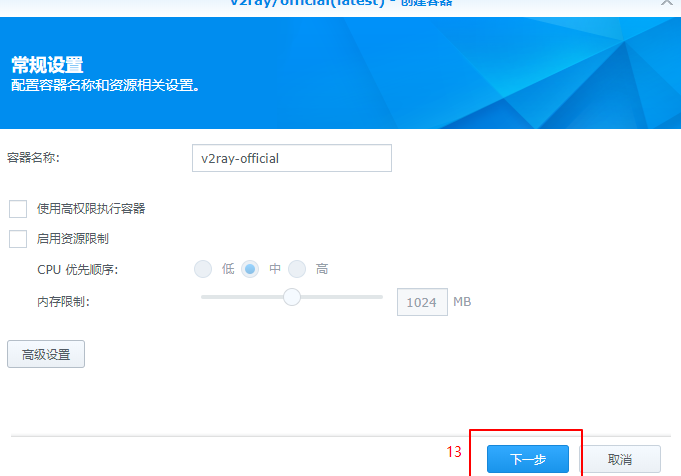 v2ray/official(latest) - 创建容器
常规设置
配置容器名称和资源相关设置。
容器名称: v2ray-official
使用高权限执行容器
启用资源限制
CPU 优先顺序: 低 中 高
内存限制: 1024 MB
高级设置
13 下一步 取消